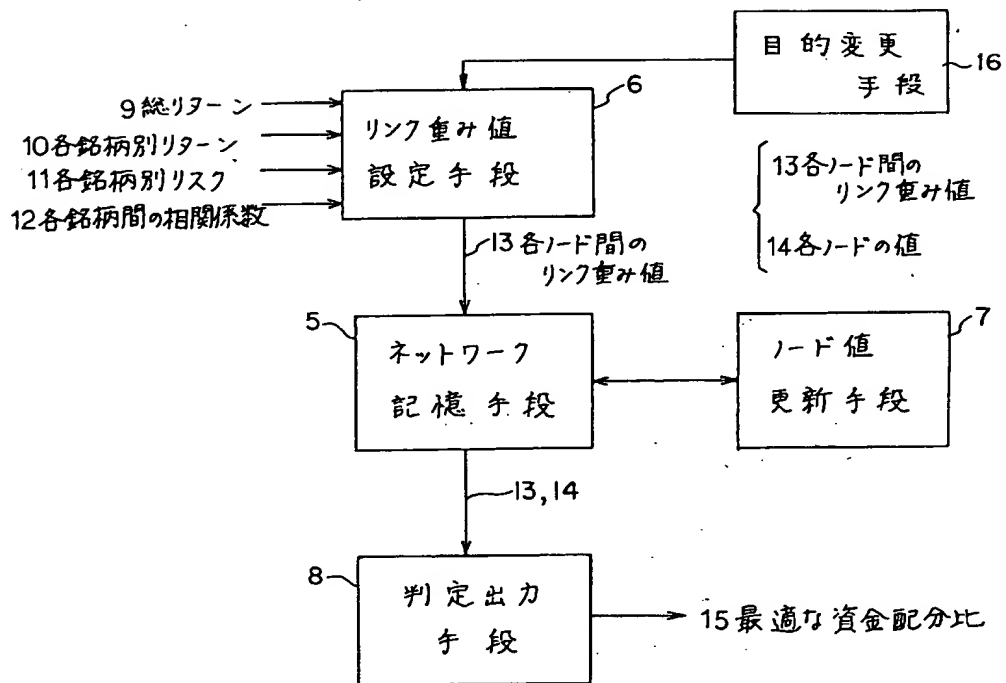 目的変更
手段
16
6
9総リターン
10各銘柄別リターン
11各銘柄別リスク
12各銘柄間の相関係数
リンク重み値
設定手段
13各ノード間の
リンク重み値
14各ノードの値
13各ノード間の
リンク重み値
5
ネットワーク
記憶手段
7
ノード値
更新手段
13,14
8
判定出力
手段
15最適な資金配分比